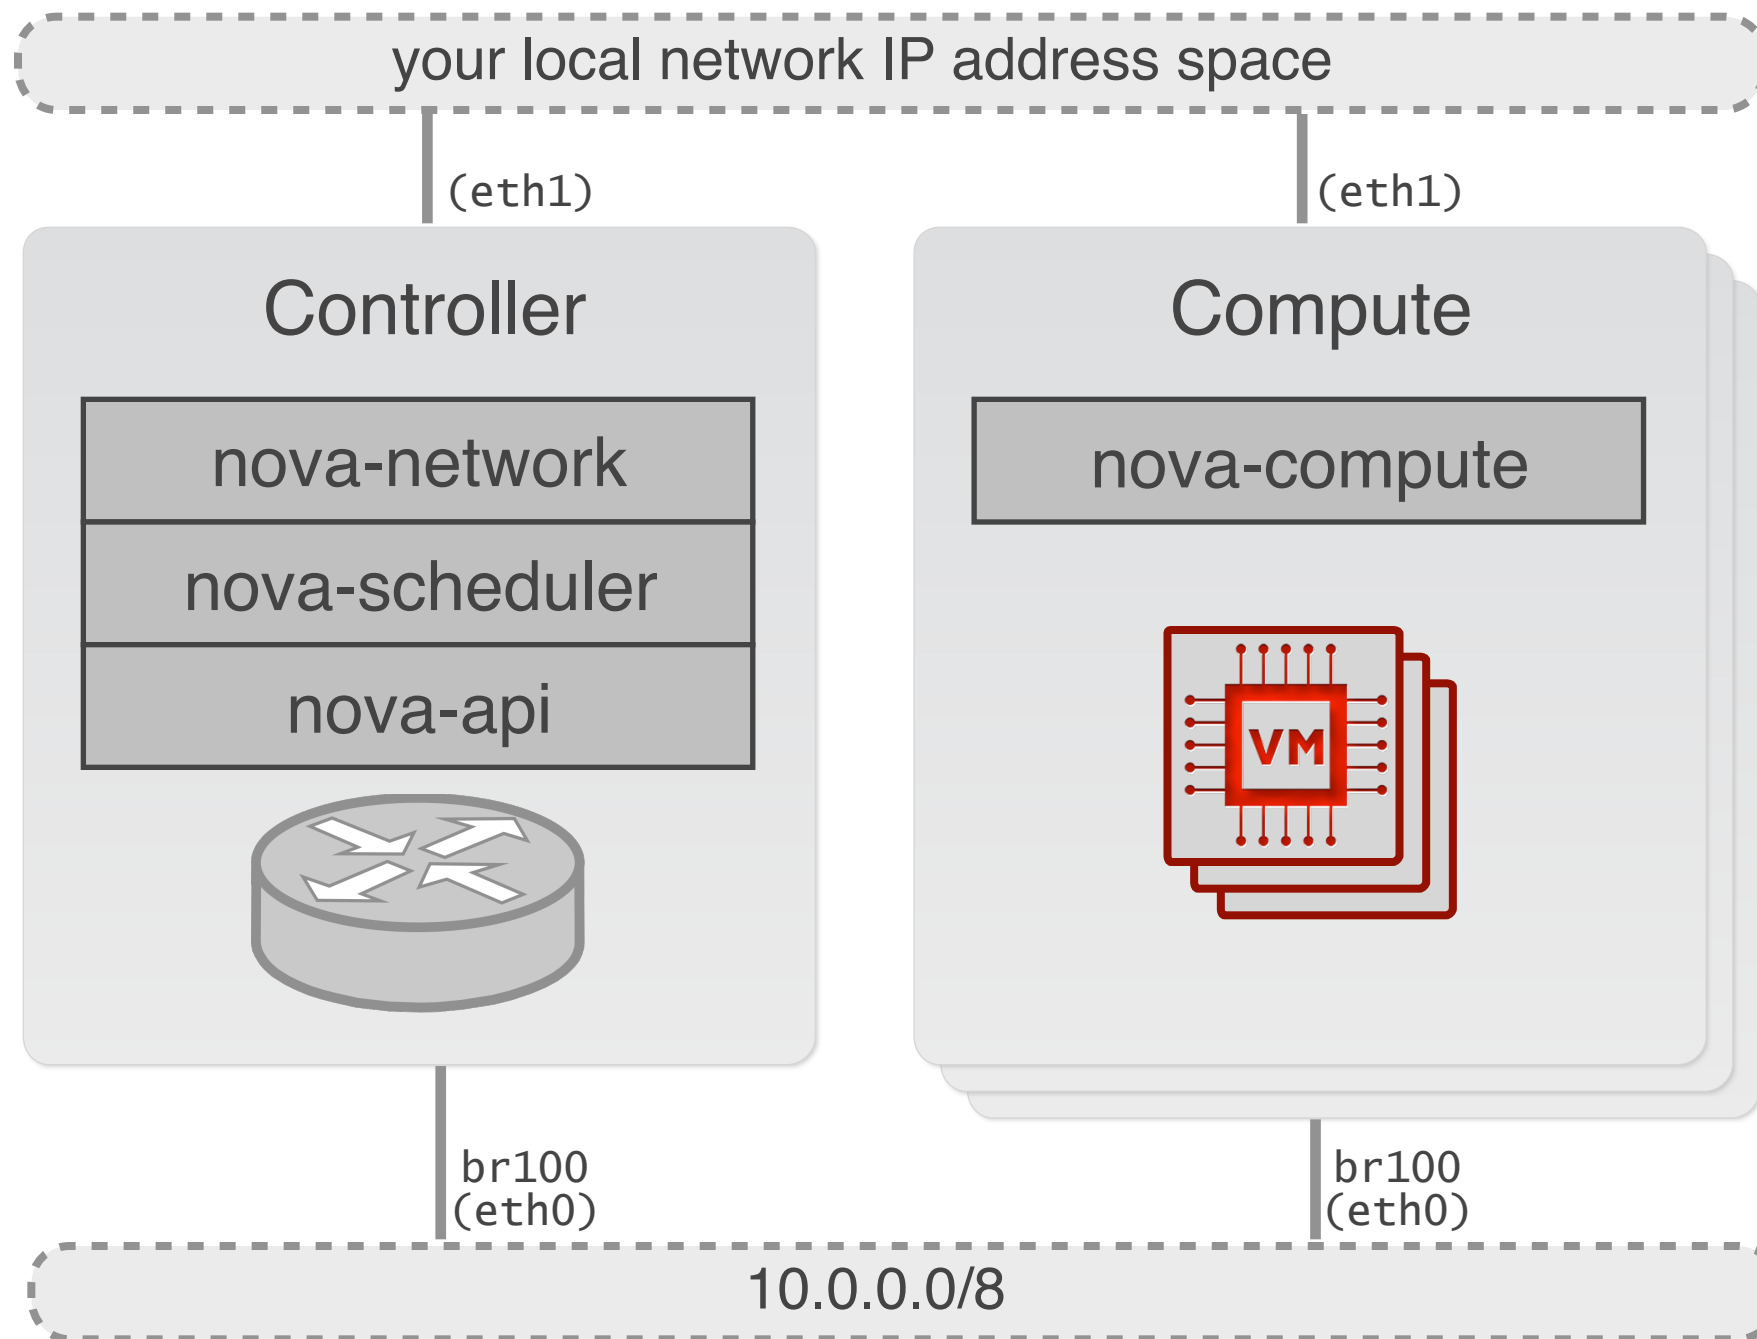 your local network IP address space
(eth1)
(eth1)
Controller
Compute
nova-network
nova-scheduler
nova-api
nova-compute
VM
br100
(eth0)
br100
(eth0)
10.0.0.0/8